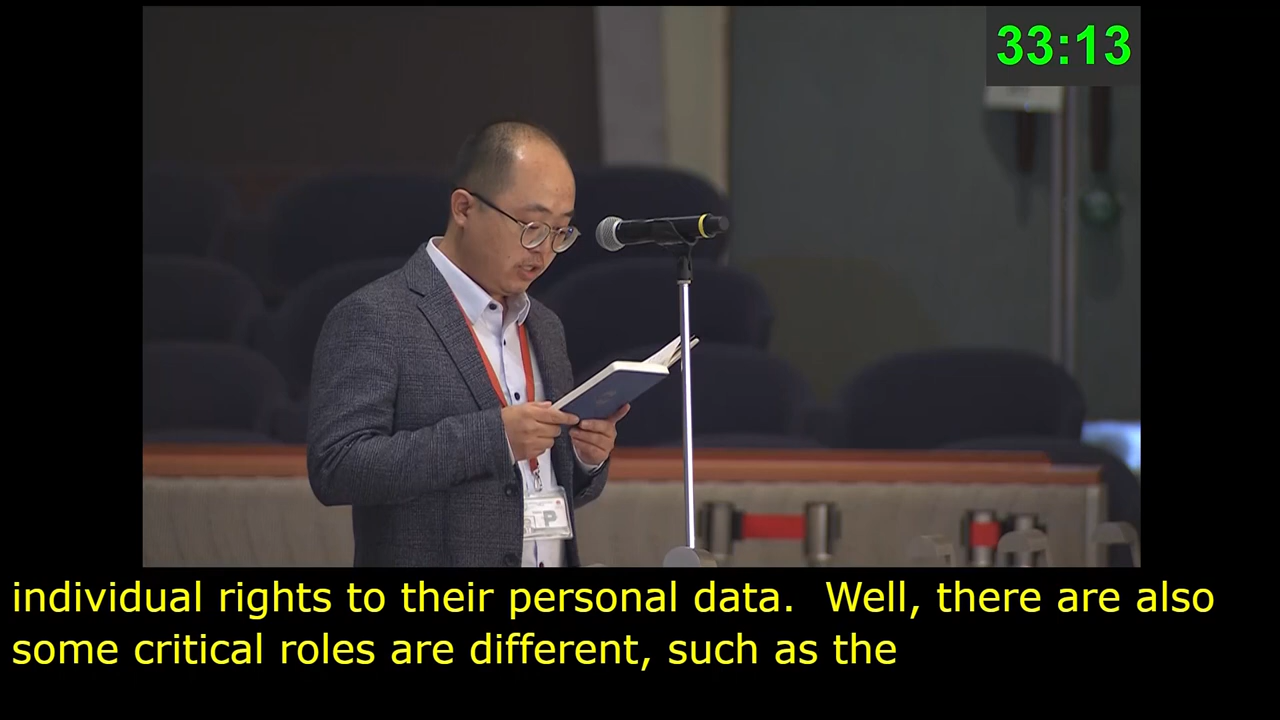 33:13
P
individual rights to their personal data.  Well, there are also
some critical roles are different, such as the